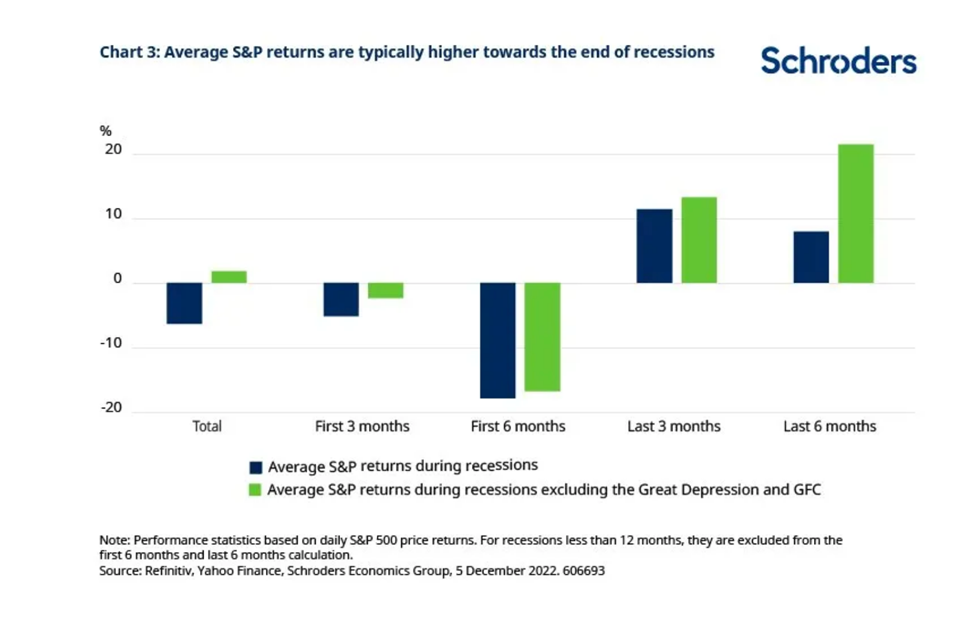 Chart 3: Average S&P returns are typically higher towards the end of recessions
Schroders
%
20
10
0
-10
-20
Total
First 3 months
First 6 months
Last 3 months
Last 6 months
Average S&P returns during recessions
Average S&P returns during recessions excluding the Great Depression and GFC
Note: Performance statistics based on daily S&P 500 price returns. For recessions less than 12 months, they are excluded from the
first 6 months and last 6 months calculation.
Source: Refinitiv, Yahoo Finance, Schroders Economics Group, 5 December 2022. 606693